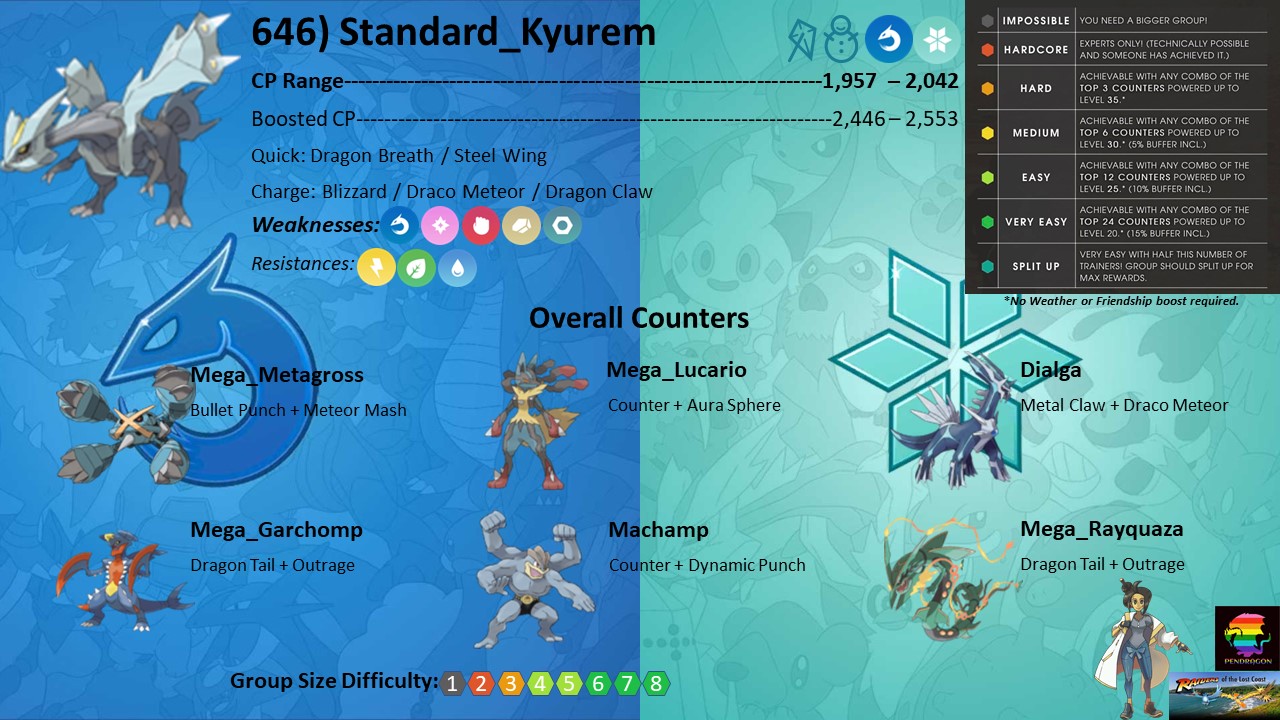 646) Standard_Kyurem
CP Range------------------------------------------------------------------------------------1,957 – 2,042
Boosted CP------------------------------------------------------------------------------------2,446 – 2,553
Quick: Dragon Breath / Steel Wing
Charge: Blizzard / Draco Meteor / Dragon Claw
Weaknesses:
Resistances:
IMPOSSIBLE YOU NEED A BIGGER GROUP!
HARDCORE EXPERTS ONLY! (TECHNICALLY POSSIBLE
AND SOMEONE HAS ACHIEVED IT.)
HARD ACHIEVABLE WITH ANY COMBO OF THE
TOP 3 COUNTERS POWERED UP TO
LEVEL 35.*
MEDIUM ACHIEVABLE WITH ANY COMBO OF THE
TOP 6 COUNTERS POWERED UP TO
LEVEL 30.* (5% BUFFER INCL.)
EASY ACHIEVABLE WITH ANY COMBO OF THE
TOP 12 COUNTERS POWERED UP TO
LEVEL 25.* (10% BUFFER INCL.)
VERY EASY ACHIEVABLE WITH ANY COMBO OF THE
TOP 24 COUNTERS POWERED UP TO
LEVEL 20.* (15% BUFFER INCL.)
SPLIT UP VERY EASY WITH HALF THIS NUMBER OF
TRAINERS! GROUP SHOULD SPLIT UP FOR
MAX REWARDS.
*No Weather or Friendship boost required.
Overall Counters
Mega_Metagross
Bullet Punch + Meteor Mash
Mega_Lucario
Counter + Aura Sphere
Dialga
Metal Claw + Draco Meteor
Mega_Garchomp
Dragon Tail + Outrage
Machamp
Counter + Dynamic Punch
Mega_Rayquaza
Dragon Tail + Outrage
Group Size Difficulty: 1 2 3 4 5 6 7 8
PENDRAGON
RAIDERS of the Lost Coast